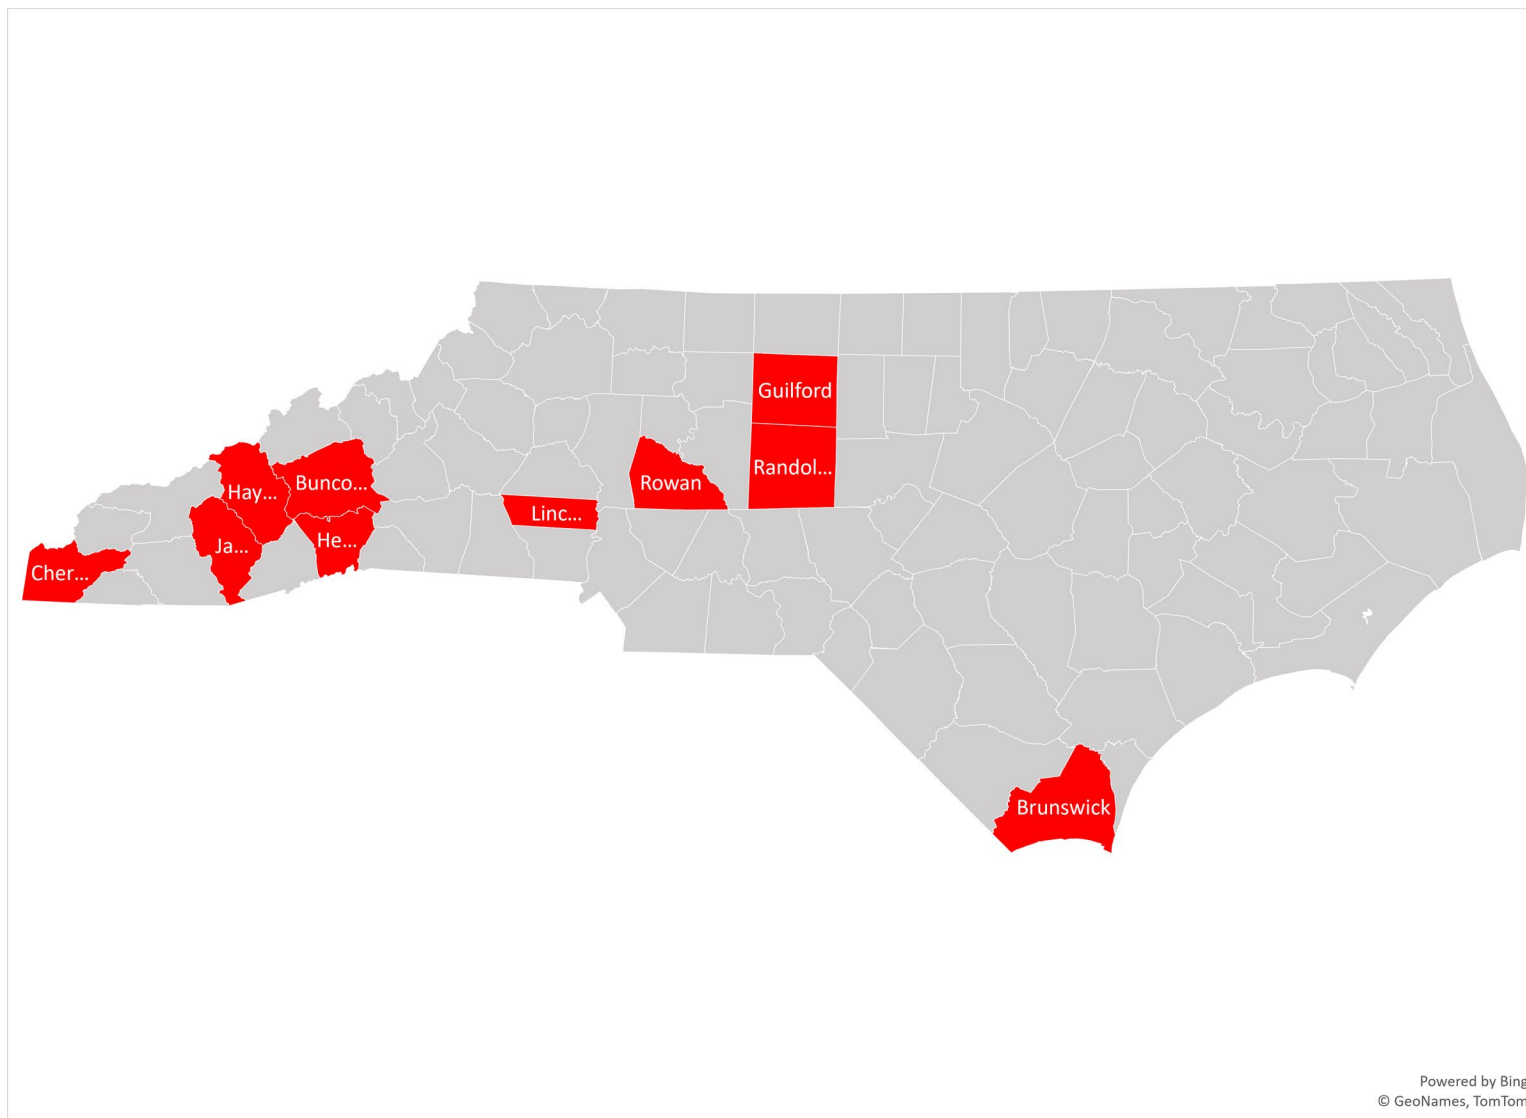 Guilford
Randol...
Rowan
Bunco...
Hay...
Linc...
He...
Ja...
Cher...
Brunswick
Powered by Bing
© GeoNames, TomTom